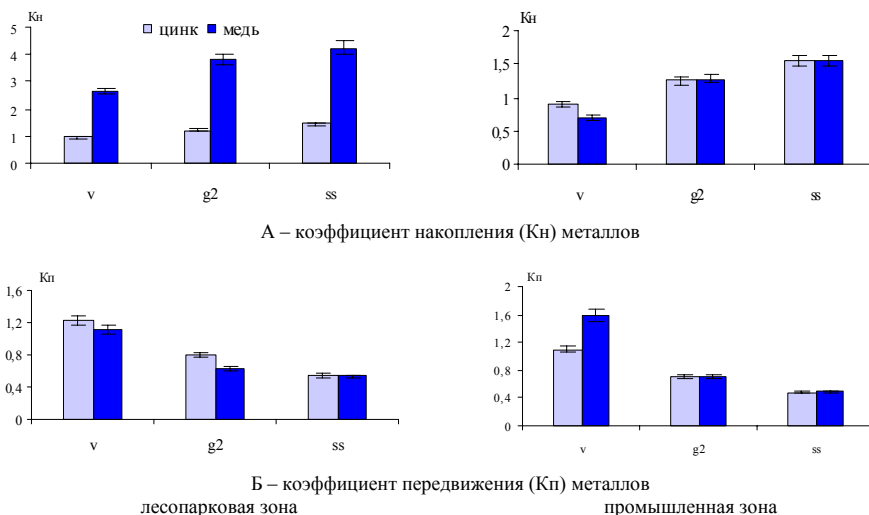 Кн
5
4
3
2
1
0
цинк медь
v g2 ss
Кн
2
1,5
1
0,5
0
v g2 ss
А – коэффициент накопления (Кн) металлов
Кп
1,6
1,2
0,8
0,4
0
v g2 ss
Кп
2
1,6
1,2
0,8
0,4
0
v g2 ss
Б – коэффициент передвижения (Кп) металлов
лесопарковая зона промышленная зона